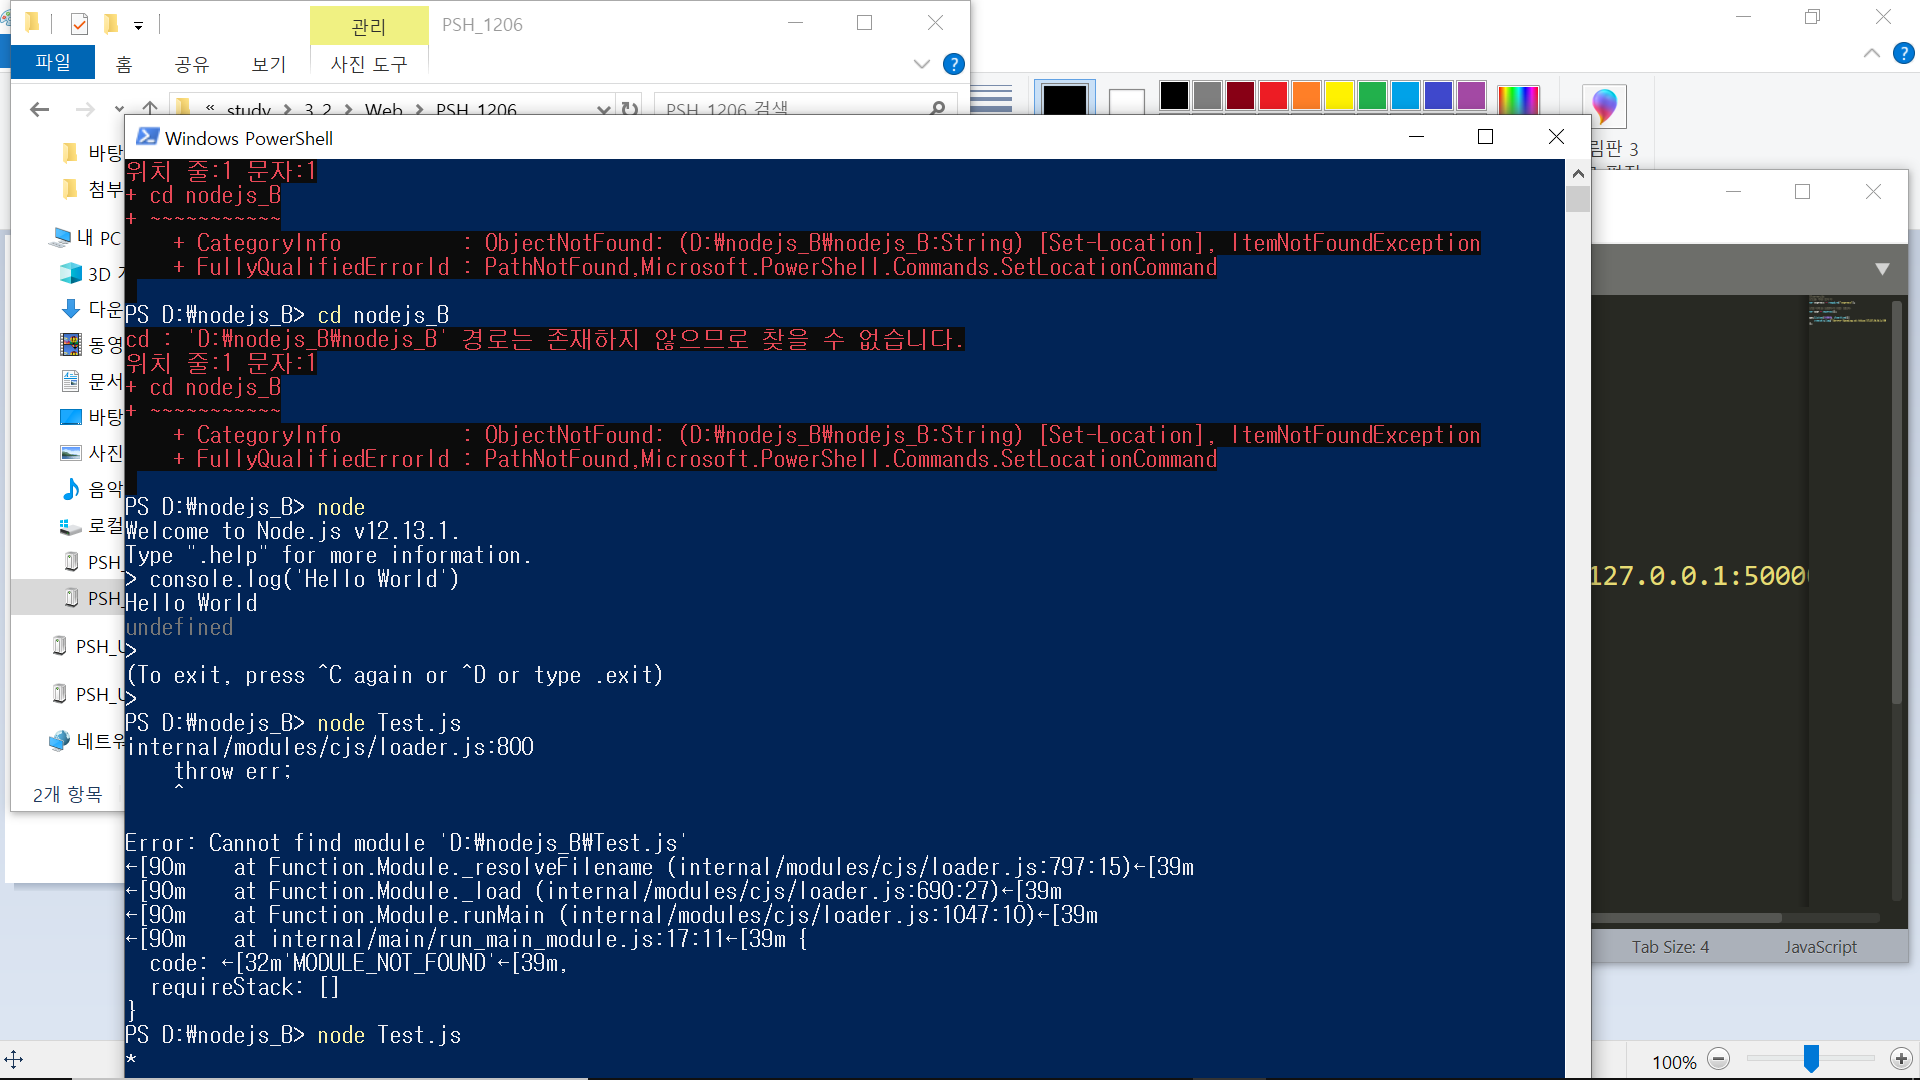 관리
PSH_1206
파일
홈
공유
보기
사진 도구
« study > 3_2 > Web > PSH_1206
PSH_1206 검색
바탕
첨부
내 PC
3D
다운
동영
문서
바탕
사진
음악
로컬
PSH_
PSH_
PSH_U
PSH_U
네트워
2개 항목
Windows PowerShell
위치 줄:1 문자:1
+ cd nodejs_B
+ ~~~~~~~~~~~
    + CategoryInfo          : ObjectNotFound: (D:\nodejs_B\nodejs_B:String) [Set-Location], ItemNotFoundException
    + FullyQualifiedErrorId : PathNotFound,Microsoft.PowerShell.Commands.SetLocationCommand
PS D:\nodejs_B> cd nodejs_B
cd : 'D:\nodejs_B\nodejs_B' 경로는 존재하지 않으므로 찾을 수 없습니다.
위치 줄:1 문자:1
+ cd nodejs_B
+ ~~~~~~~~~~~
    + CategoryInfo          : ObjectNotFound: (D:\nodejs_B\nodejs_B:String) [Set-Location], ItemNotFoundException
    + FullyQualifiedErrorId : PathNotFound,Microsoft.PowerShell.Commands.SetLocationCommand
PS D:\nodejs_B> node
Welcome to Node.js v12.13.1.
Type ".help" for more information.
> console.log('Hello World')
Hello World
undefined
>
(To exit, press ^C again or ^D or type .exit)
>
PS D:\nodejs_B> node Test.js
internal/modules/cjs/loader.js:800
    throw err;
    ^
Error: Cannot find module 'D:\nodejs_B\Test.js'
←[90m    at Function.Module._resolveFilename (internal/modules/cjs/loader.js:797:15)←[39m
←[90m    at Function.Module._load (internal/modules/cjs/loader.js:690:27)←[39m
←[90m    at Function.Module.runMain (internal/modules/cjs/loader.js:1047:10)←[39m
←[90m    at internal/main/run_main_module.js:17:11←[39m {
  code: ←[32m'MODULE_NOT_FOUND'←[39m,
  requireStack: []
}
PS D:\nodejs_B> node Test.js
*
림판 3
127.0.0.1:5000
Tab Size: 4
JavaScript
100%